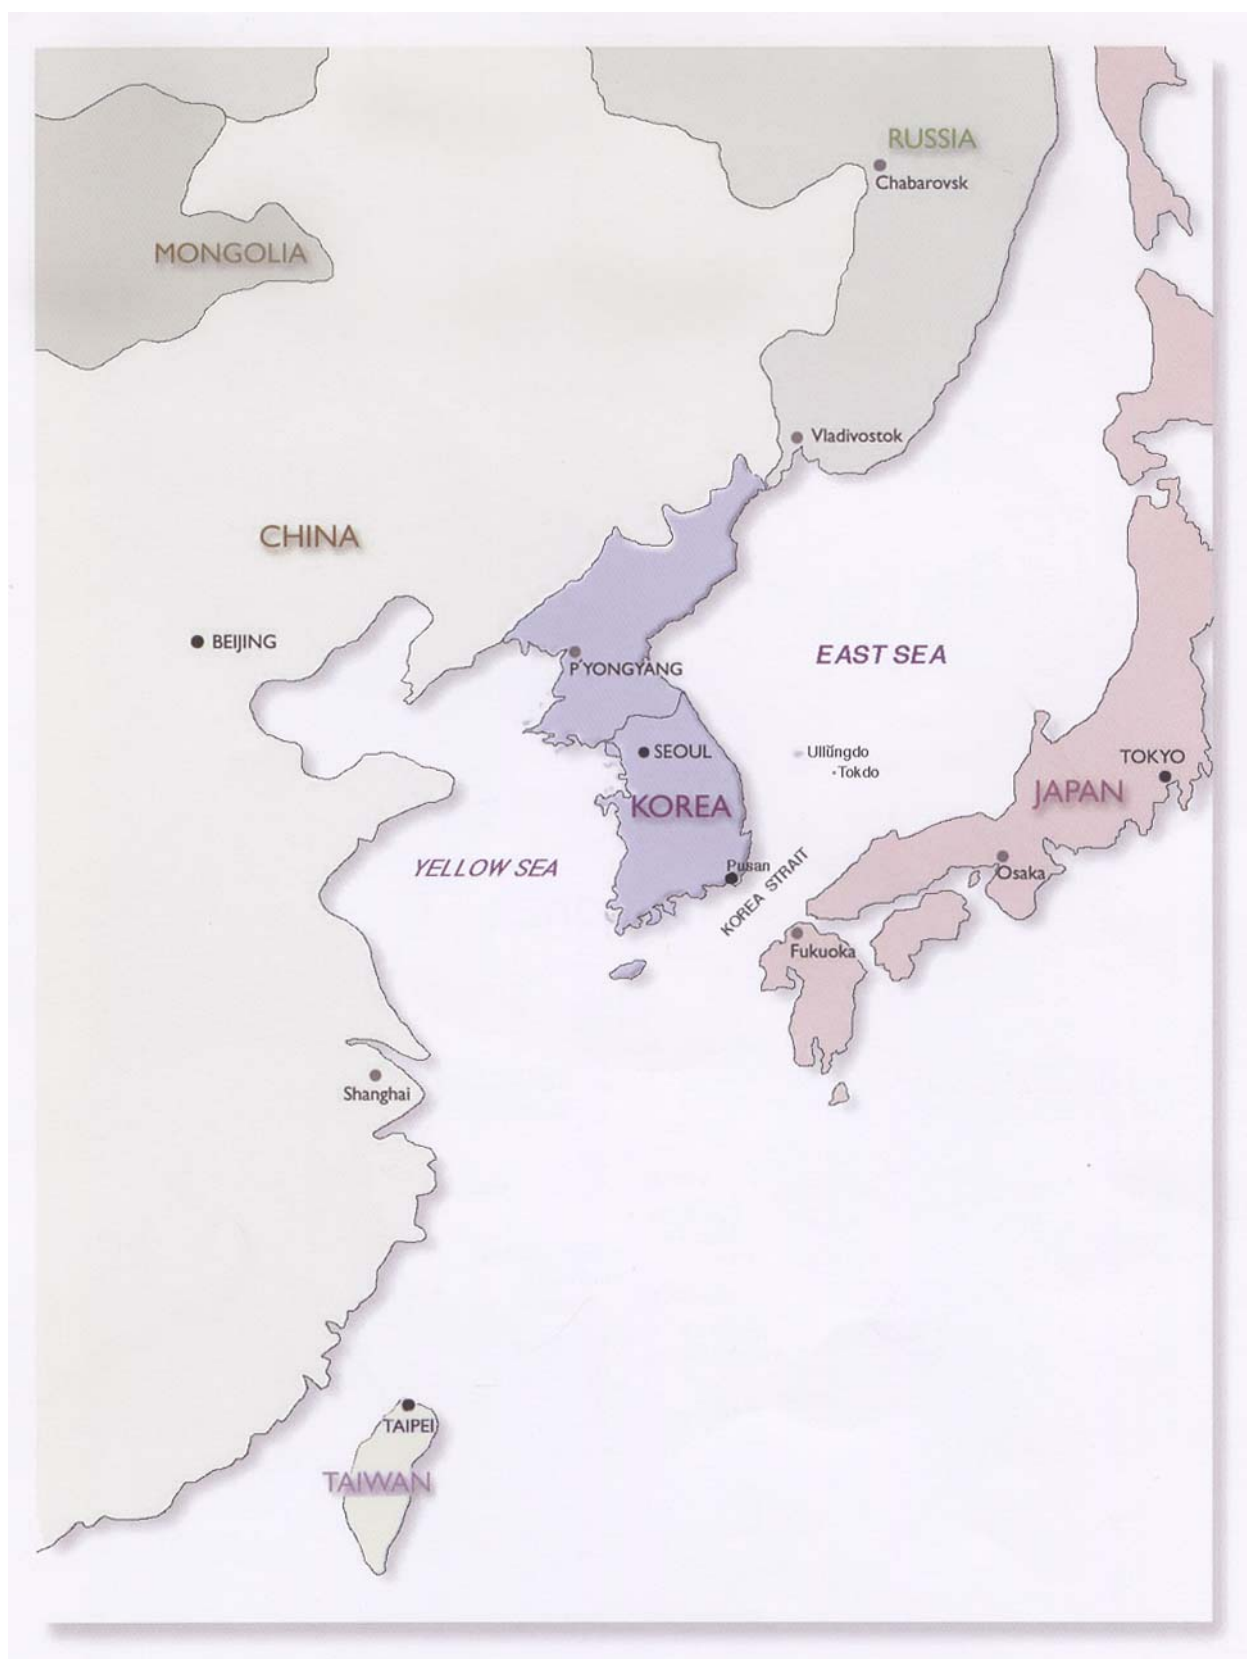 RUSSIA
Chabarovsk
MONGOLIA
Vladivostok
CHINA
BEIJING
EAST SEA
P'YONGYANG
SEOUL
Ullŭngdo
Tokdo
TOKYO
KOREA
JAPAN
YELLOW SEA
Pusan
KOREA STRAIT
Osaka
Fukuoka
Shanghai
TAIPEI
TAIWAN